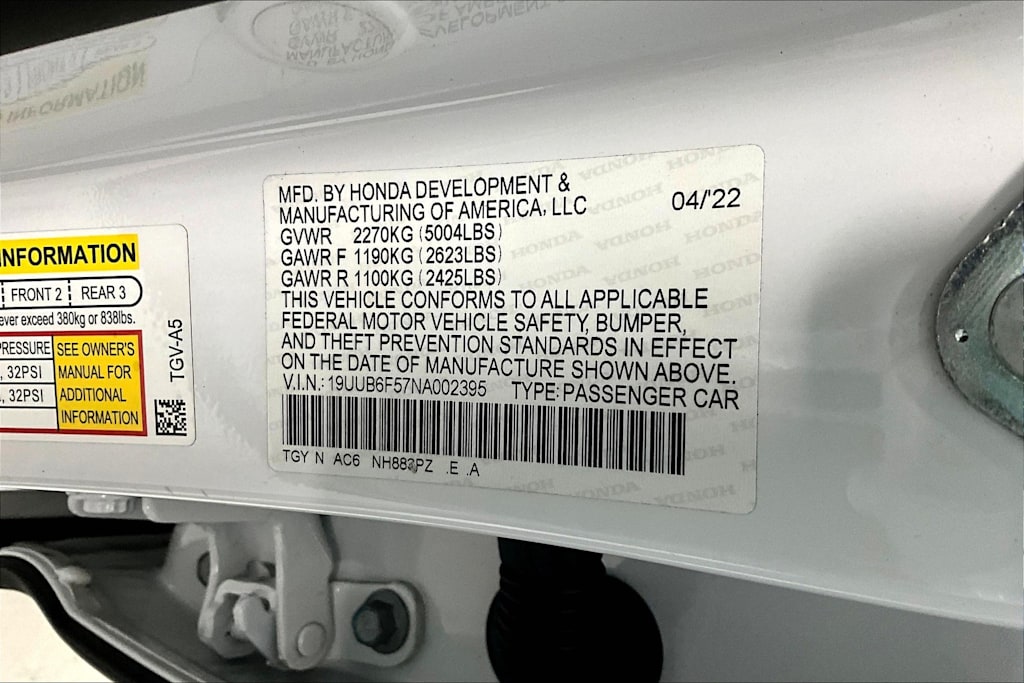 INFORMATION
FRONT 2 REAR 3
ever exceed 380kg or 838lbs.
PRESSURE
, 32PSI
, 32PSI
SEE OWNER'S
MANUAL FOR
ADDITIONAL
INFORMATION
TGV-A5
MFD. BY HONDA DEVELOPMENT &
MANUFACTURING OF AMERICA, LLC 04/'22
GVWR 2270KG (5004LBS)
GAWR F 1190KG (2623LBS)
GAWR R 1100KG (2425LBS)
THIS VEHICLE CONFORMS TO ALL APPLICABLE
FEDERAL MOTOR VEHICLE SAFETY, BUMPER,
AND THEFT PREVENTION STANDARDS IN EFFECT
ON THE DATE OF MANUFACTURE SHOWN ABOVE.
V.I.N.: 19UUB6F57NA002395 TYPE: PASSENGER CAR
TGY N AC6 NH883PZ .E .A